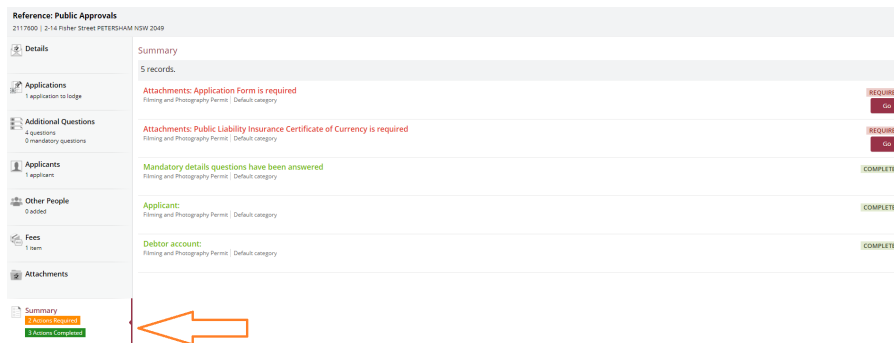 Reference: Public Approvals
2117600 | 2-14 Fisher Street PETERSHAM NSW 2049
Details
Applications
1 application to lodge
Additional Questions
4 questions
0 mandatory questions
Applicants
1 applicant
Other People
0 added
Fees
1 item
Attachments
Summary
2 Actions Required
3 Actions Completed
Summary
5 records.
Attachments: Application Form is required
Filming and Photography Permit | Default category
REQUIRE
Go
Attachments: Public Liability Insurance Certificate of Currency is required
Filming and Photography Permit | Default category
REQUIRE
Go
Mandatory details questions have been answered
Filming and Photography Permit | Default category
COMPLETE
Applicant:
Filming and Photography Permit | Default category
COMPLETE
Debtor account:
Filming and Photography Permit | Default category
COMPLETE